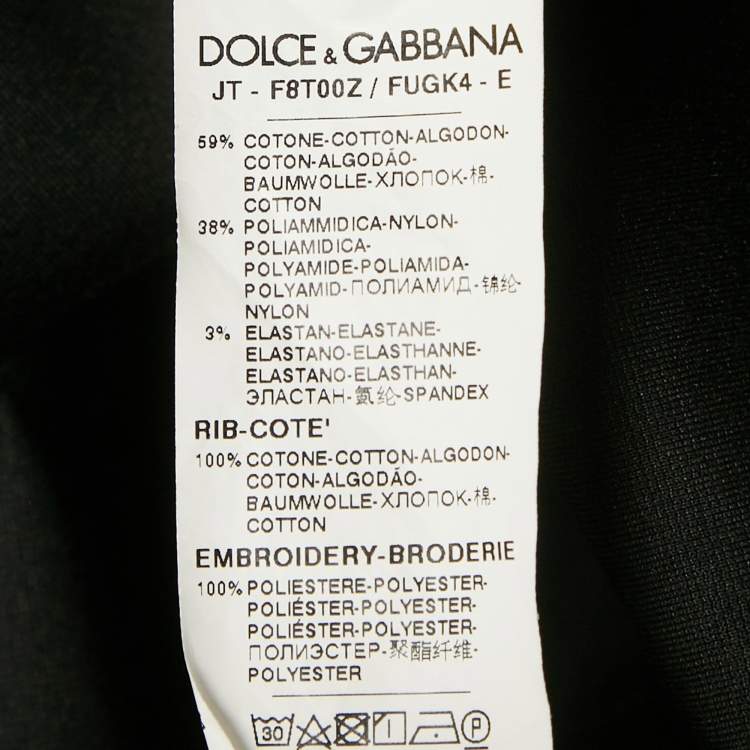 DOLCE & GABBANA
JT - F8T00Z / FUGK4 - E
59% COTONE-COTTON-ALGODON-
COTON-ALGODÃO-
BAUMWOLLE-ХЛОПОК-棉-
COTTON
38% POLIAMMIDICA-NYLON-
POLIAMIDICA-
POLYAMIDE-POLIAMIDA-
POLYAMID-ПОЛИАМИД-锦纶-
NYLON
3% ELASTAN-ELASTANE-
ELASTANO-ELASTHANNE-
ELASTANO-ELASTHAN-
ЭЛАСТАН-氨纶-SPANDEX
RIB-COTE'
100% COTONE-COTTON-ALGODON-
COTON-ALGODÃO-
BAUMWOLLE-ХЛОПОК-棉-
COTTON
EMBROIDERY-BRODERIE
100% POLIESTERE-POLYESTER-
POLIÉSTER-POLYESTER-
POLIÉSTER-POLYESTER-
ПОЛИЭСТЕР-聚酯纤维-
POLYESTER
30 P